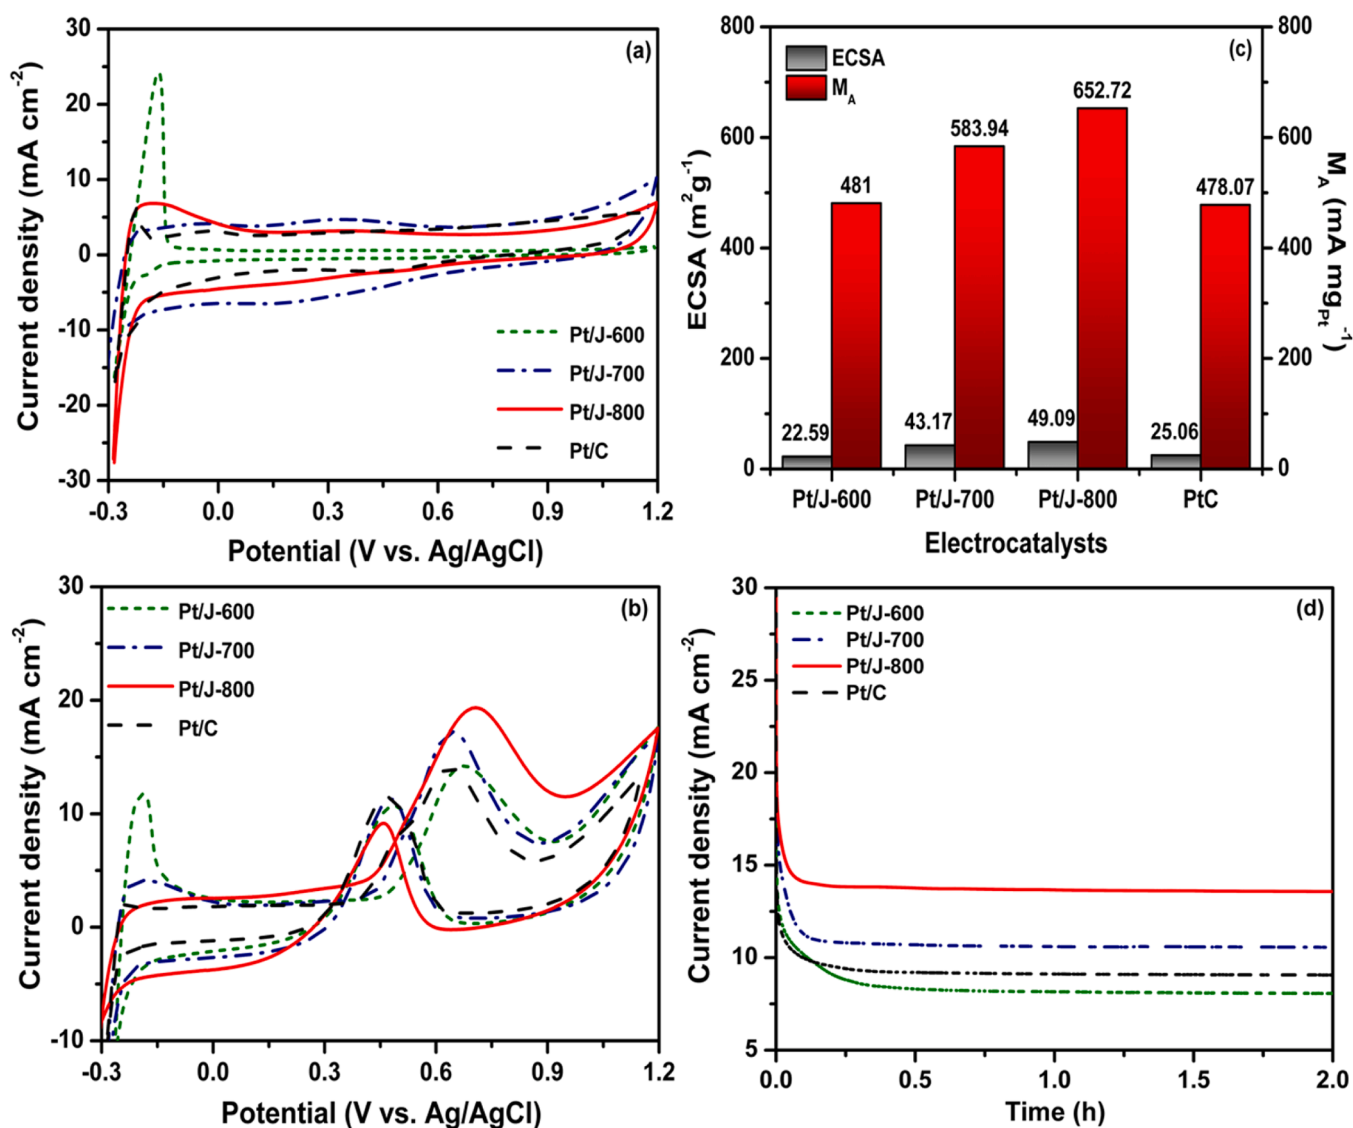 (a)
Current density (mA cm⁻²)
30
20
10
0
-10
-20
-30
Pt/J-600
Pt/J-700
Pt/J-800
Pt/C
-0.3 0.0 0.3 0.6 0.9 1.2
Potential (V vs. Ag/AgCl)
(c)
ECSA (m²g⁻¹)
800
600
400
200
0
ECSA
M_A
22.59 481
43.17 583.94
49.09 652.72
25.06 478.07
800
600
400
200
0
M_A (mA mg_Pt⁻¹)
Pt/J-600 Pt/J-700 Pt/J-800 PtC
Electrocatalysts
(b)
Current density (mA cm⁻²)
30
20
10
0
-10
Pt/J-600
Pt/J-700
Pt/J-800
Pt/C
-0.3 0.0 0.3 0.6 0.9 1.2
Potential (V vs. Ag/AgCl)
(d)
Current density (mA cm⁻²)
30
25
20
15
10
5
Pt/J-600
Pt/J-700
Pt/J-800
Pt/C
0.0 0.5 1.0 1.5 2.0
Time (h)